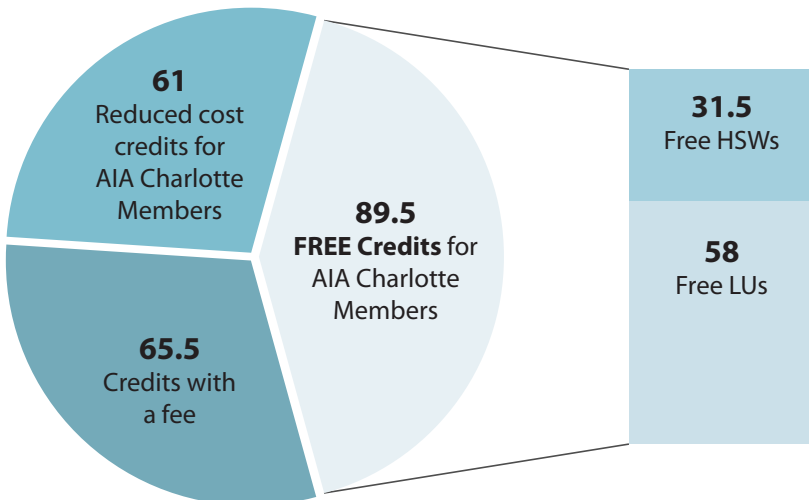 61
Reduced cost
credits for
AIA Charlotte
Members
89.5
FREE Credits for
AIA Charlotte
Members
65.5
Credits with
a fee
31.5
Free HSWs
58
Free LUs